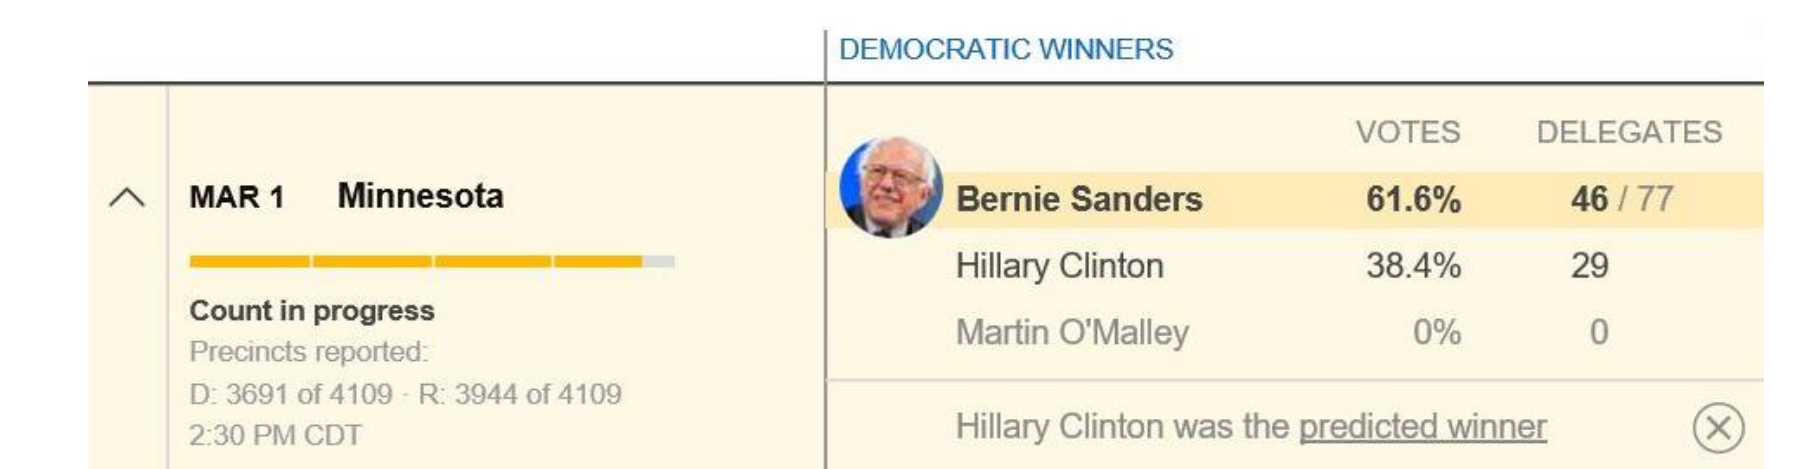 DEMOCRATIC WINNERS
VOTES DELEGATES
MAR 1 Minnesota
Bernie Sanders 61.6% 46 / 77
Hillary Clinton 38.4% 29
Count in progress
Martin O'Malley 0% 0
Precincts reported:
D: 3691 of 4109 - R: 3944 of 4109
2:30 PM CDT
Hillary Clinton was the predicted winner